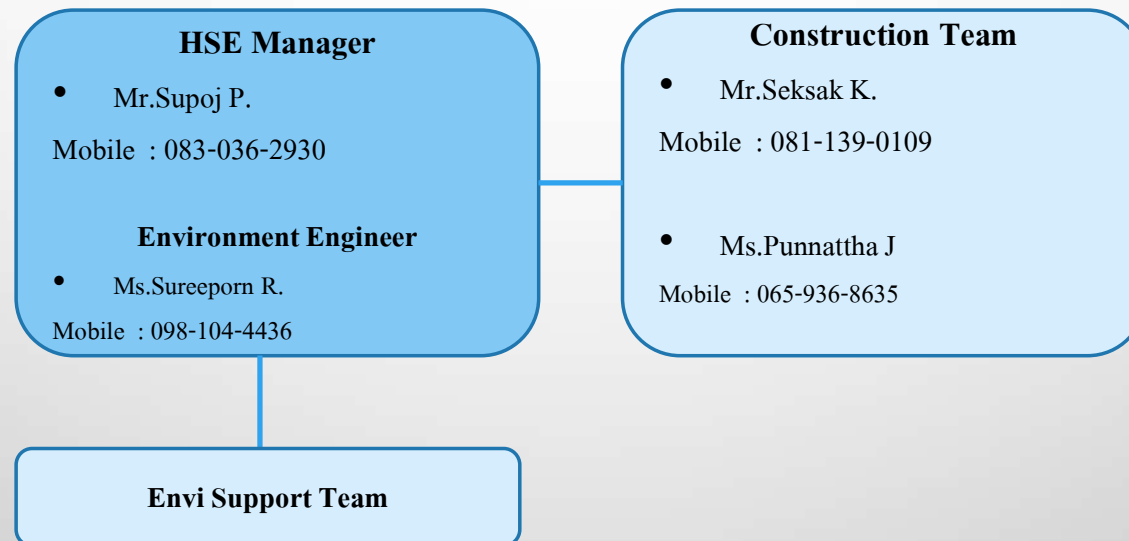 HSE Manager
• Mr.Supoj P.
Mobile : 083-036-2930
Environment Engineer
• Ms.Sureeporn R.
Mobile : 098-104-4436
Construction Team
• Mr.Seksak K.
Mobile : 081-139-0109
• Ms.Punnattha J
Mobile : 065-936-8635
Envi Support Team